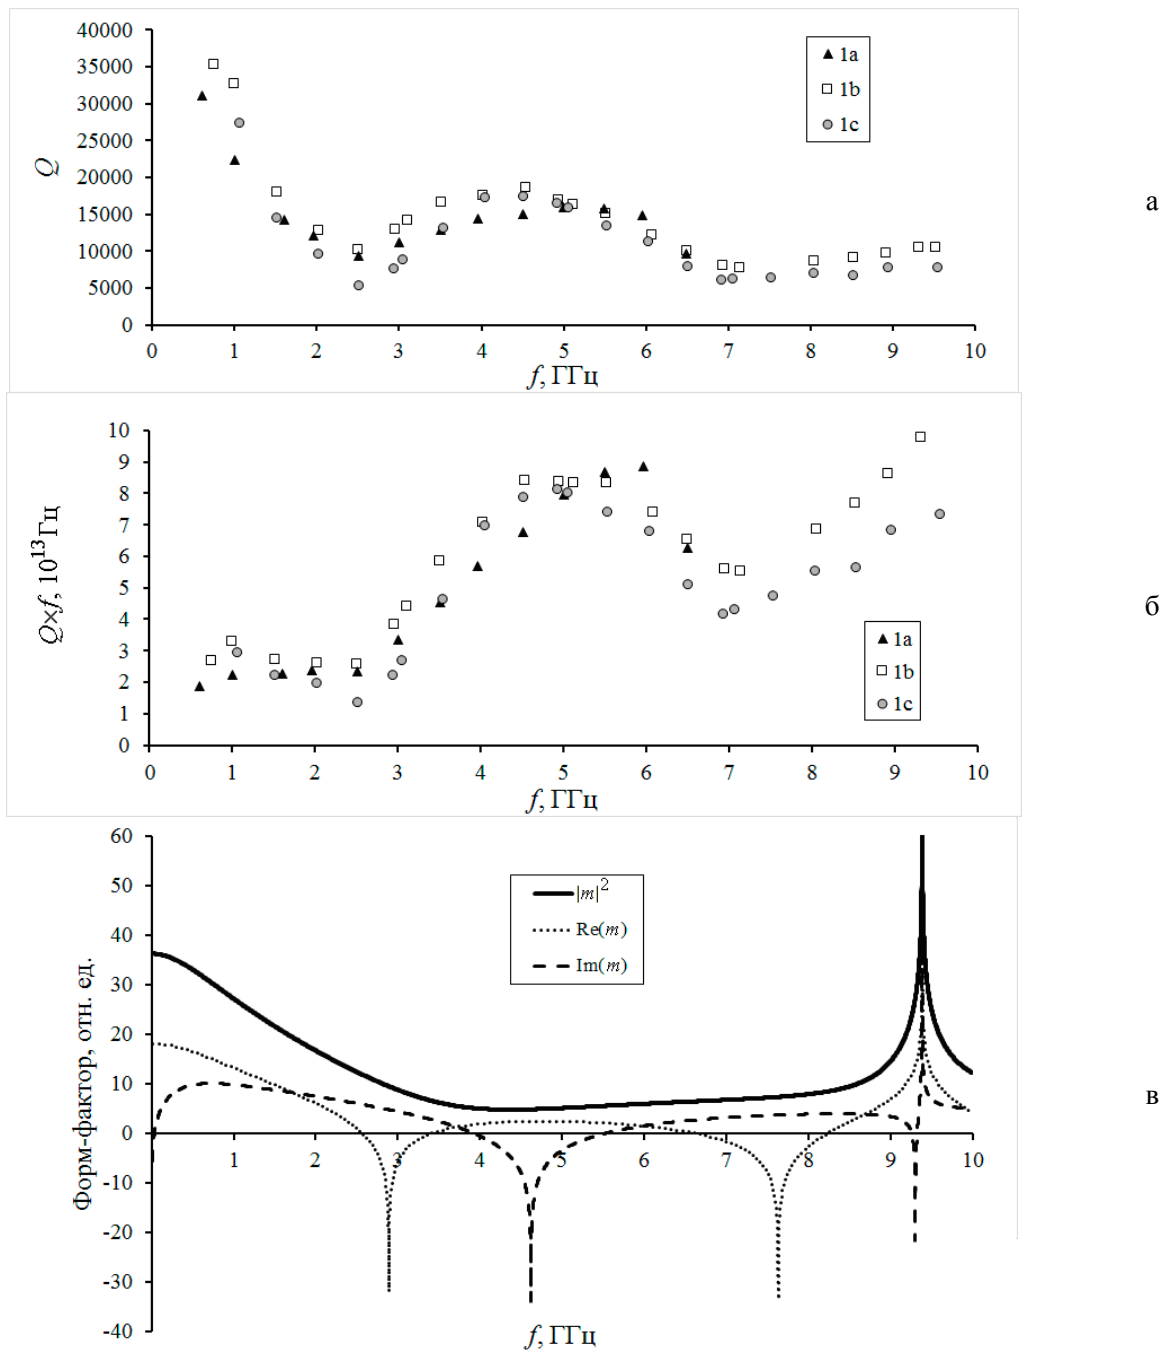 40000
35000
30000
25000
20000
15000
10000
5000
0
Q
1a
1b
1c
0 1 2 3 4 5 6 7 8 9 10
f, ГГц
а
10
9
8
7
6
5
4
3
2
1
0
Q×f, 10¹³Гц
1a
1b
1c
0 1 2 3 4 5 6 7 8 9 10
f, ГГц
б
60
50
40
30
20
10
0
-10
-20
-30
-40
Форм-фактор, отн. ед.
|m|²
Re(m)
Im(m)
1 2 3 4 5 6 7 8 9 10
f, ГГц
в